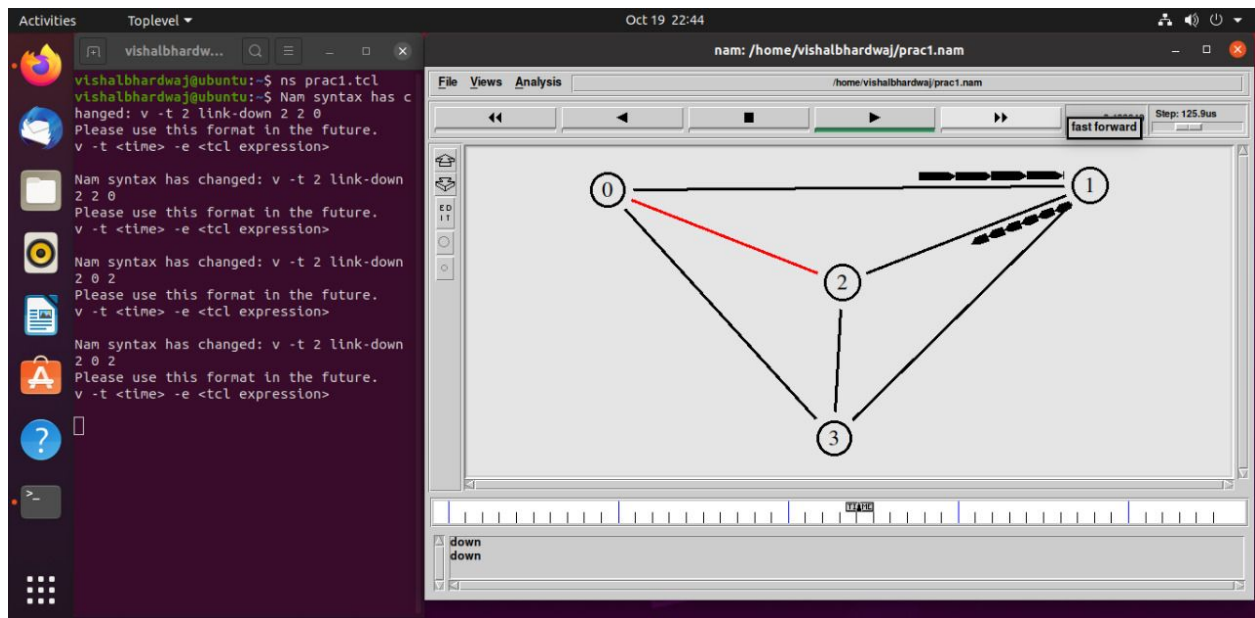 Activities
Toplevel
Oct 19 22:44
vishalbhardw...
vishalbhardwaj@ubuntu:~$ ns prac1.tcl
vishalbhardwaj@ubuntu:~$ Nam syntax has c
hanged: v -t 2 link-down 2 2 0
Please use this format in the future.
v -t <time> -e <tcl expression>
Nam syntax has changed: v -t 2 link-down
2 2 0
Please use this format in the future.
v -t <time> -e <tcl expression>
Nam syntax has changed: v -t 2 link-down
2 0 2
Please use this format in the future.
v -t <time> -e <tcl expression>
Nam syntax has changed: v -t 2 link-down
2 0 2
Please use this format in the future.
v -t <time> -e <tcl expression>
nam: /home/vishalbhardwaj/prac1.nam
File Views Analysis
/home/vishalbhardwaj/prac1.nam
Step: 125.9us
fast forward
ED
IT
0
1
2
3
down
down